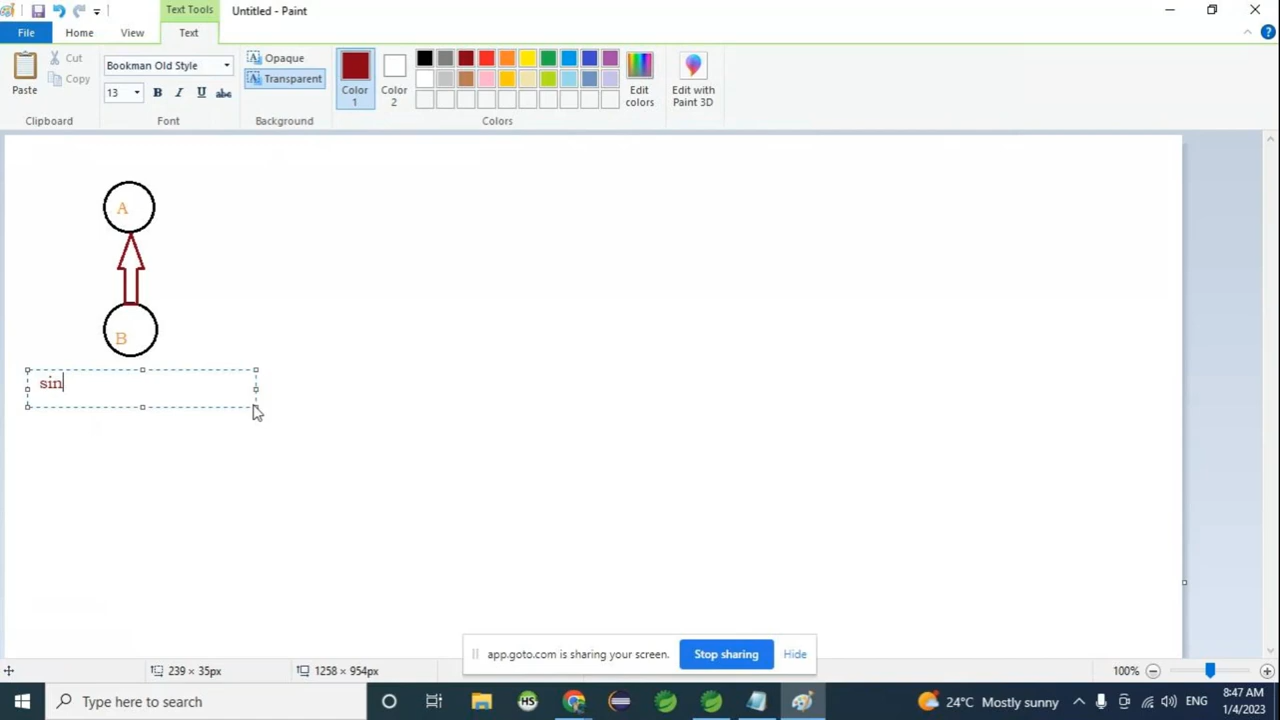 Text Tools
Untitled - Paint
File
Home
View
Text
Paste
Cut
Copy
Clipboard
Bookman Old Style
13
B I U abc
Font
Opaque
Transparent
Background
Color 1
Color 2
Edit colors
Colors
Edit with Paint 3D
A
B
sin
app.goto.com is sharing your screen.
Stop sharing
Hide
239 × 35px
1258 × 954px
100%
Type here to search
HS
24°C Mostly sunny
ENG
8:47 AM
1/4/2023